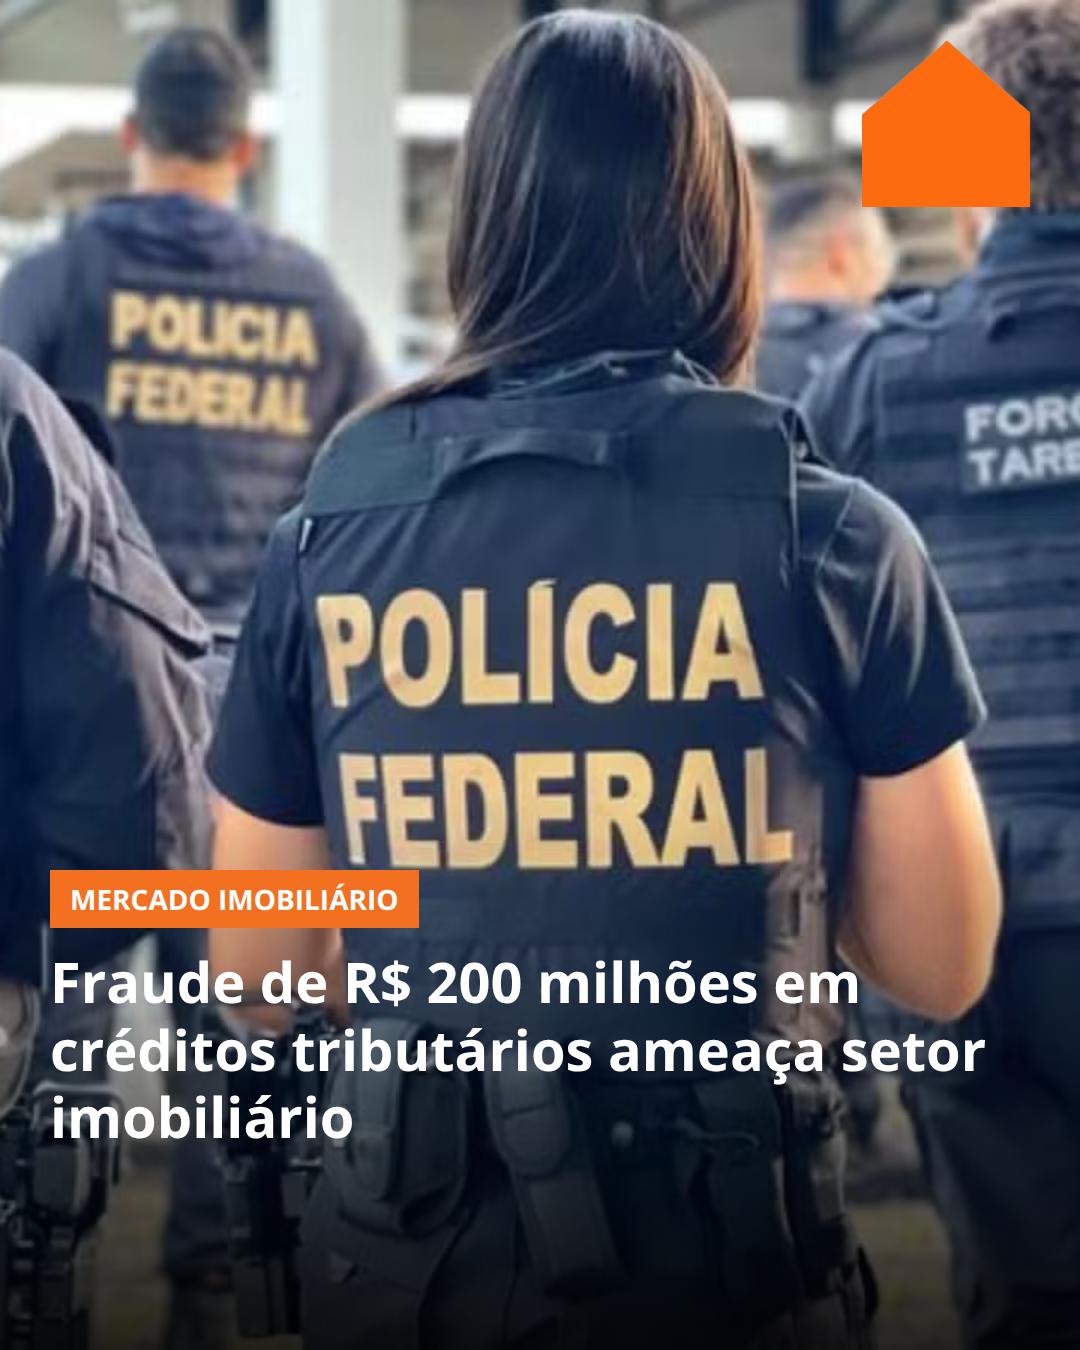 POLICIA
FEDERAL
POLÍCIA
FEDERAL
MERCADO IMOBILIÁRIO
Fraude de R$ 200 milhões em
créditos tributários ameaça setor
imobiliário